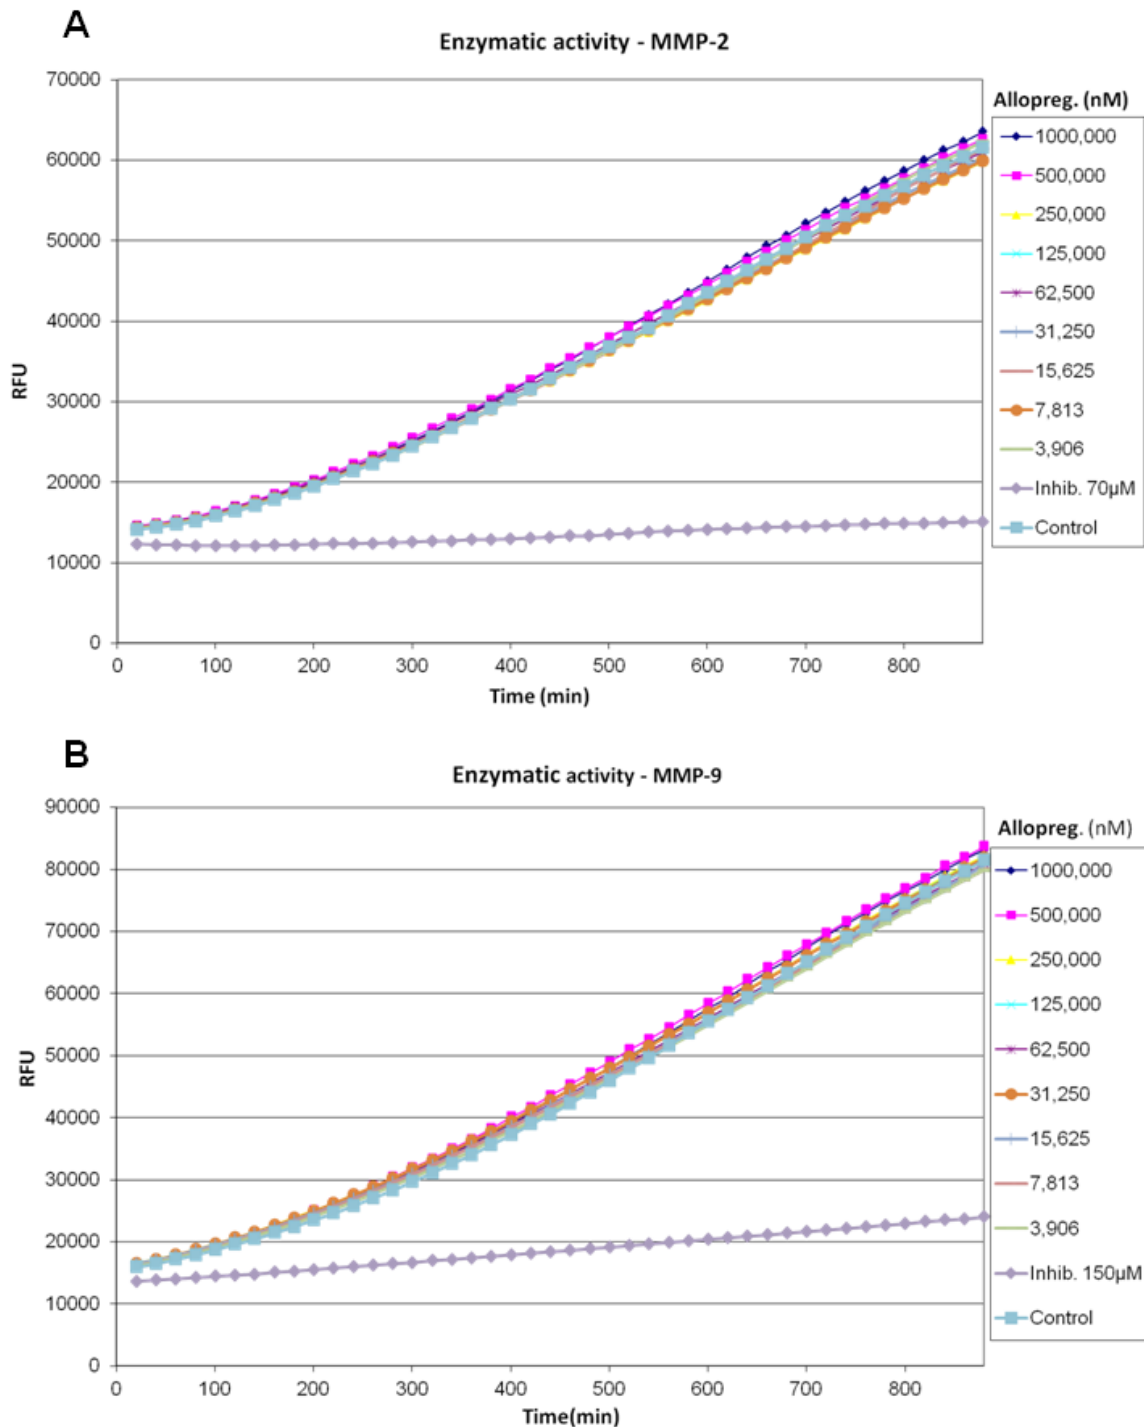 A
Enzymatic activity - MMP-2
70000
60000
50000
40000
30000
20000
10000
0
RFU
0 100 200 300 400 500 600 700 800
Time (min)
Allopreg. (nM)
1000,000
500,000
250,000
125,000
62,500
31,250
15,625
7,813
3,906
Inhib. 70µM
Control
B
Enzymatic activity - MMP-9
90000
80000
70000
60000
50000
40000
30000
20000
10000
0
RFU
0 100 200 300 400 500 600 700 800
Time(min)
Allopreg. (nM)
1000,000
500,000
250,000
125,000
62,500
31,250
15,625
7,813
3,906
Inhib. 150µM
Control